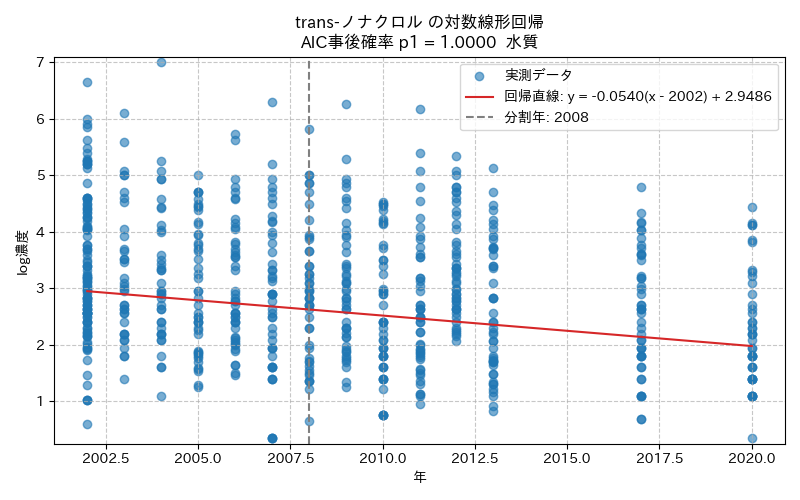 trans-ノナクロル の対数線形回帰
AIC事後確率 p1 = 1.0000  水質
実測データ
回帰直線: y = -0.0540(x - 2002) + 2.9486
分割年: 2008
log濃度
7
6
5
4
3
2
1
2002.5 2005.0 2007.5 2010.0 2012.5 2015.0 2017.5 2020.0
年